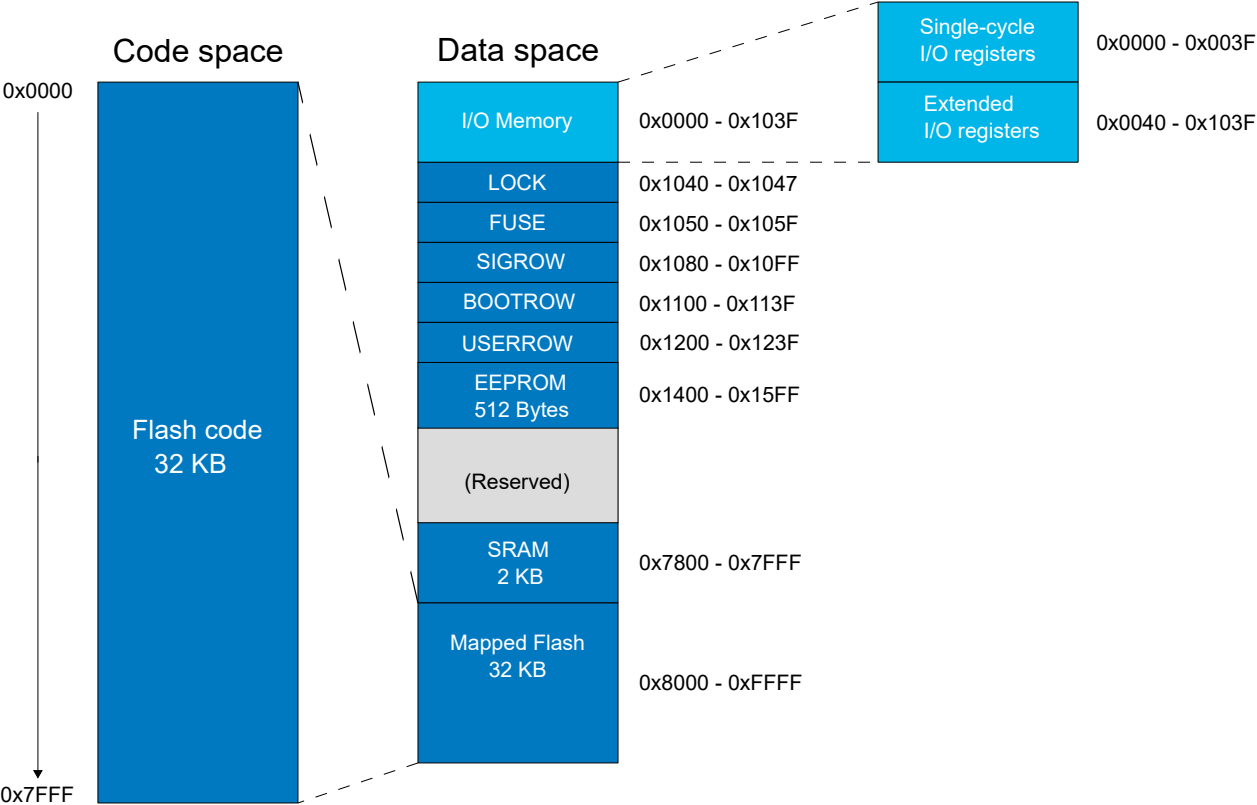 Code space
Data space
0x0000
Flash code
32 KB
0x7FFF
I/O Memory
0x0000 - 0x103F
LOCK
0x1040 - 0x1047
FUSE
0x1050 - 0x105F
SIGROW
0x1080 - 0x10FF
BOOTROW
0x1100 - 0x113F
USERROW
0x1200 - 0x123F
EEPROM
512 Bytes
0x1400 - 0x15FF
(Reserved)
SRAM
2 KB
0x7800 - 0x7FFF
Mapped Flash
32 KB
0x8000 - 0xFFFF
Single-cycle
I/O registers
0x0000 - 0x003F
Extended
I/O registers
0x0040 - 0x103F